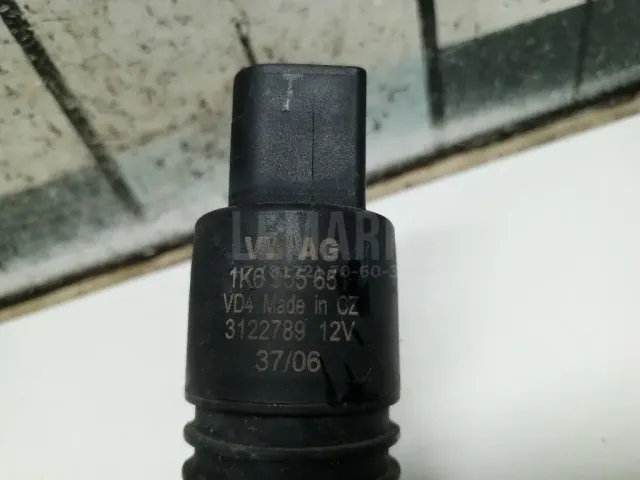 VW AG
1K6 955 651
VD4 Made in CZ
3122789 12V
37/06